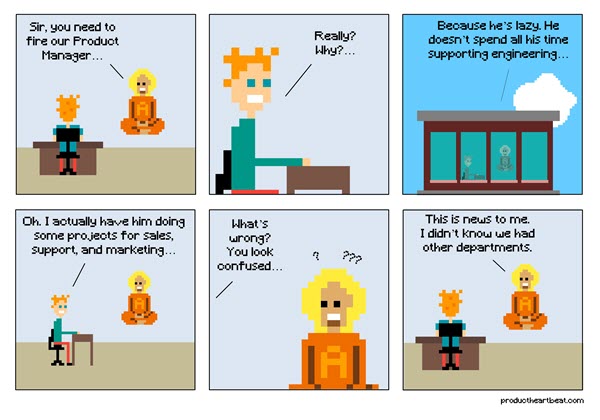 Sir, you need to
fire our Product
Manager...
Really?
Why?...
Because he's lazy. He
doesn't spend all his time
supporting engineering...
Oh. I actually have him doing
some projects for sales,
support, and marketing...
What's
wrong?
You look
confused...
? ???
This is news to me.
I didn't know we had
other departments.
productheartbeat.com